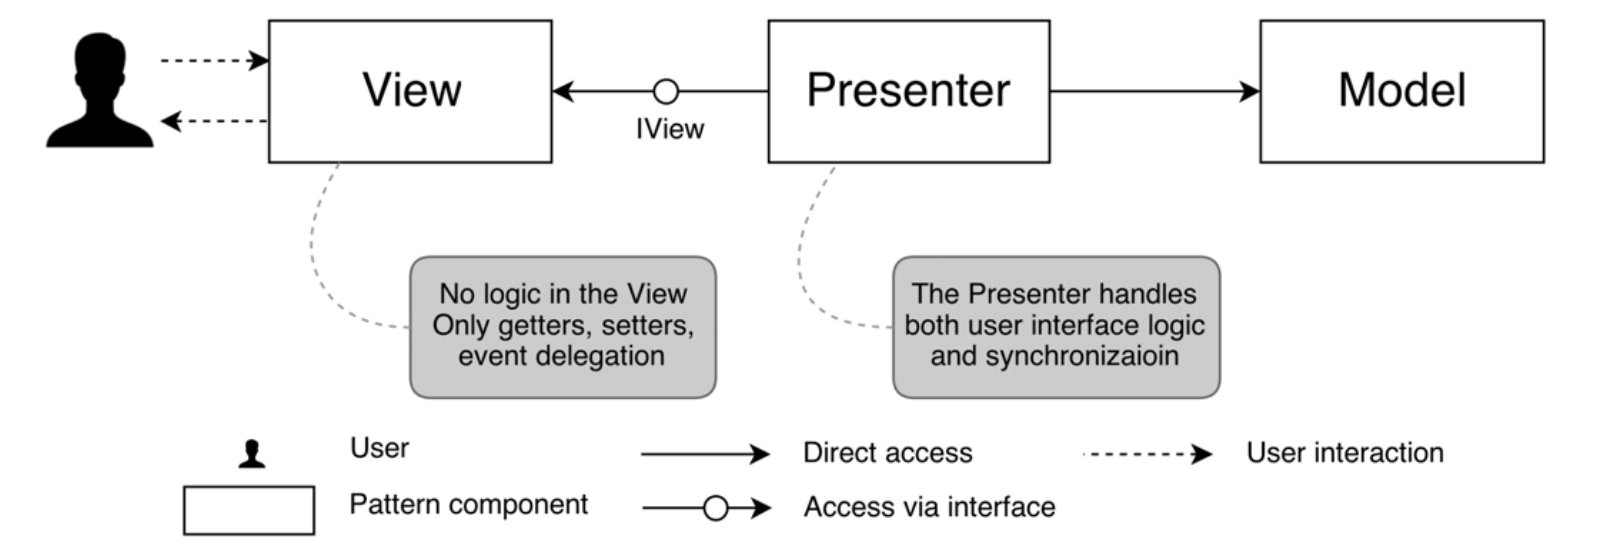 View
Presenter
Model
IView
No logic in the View
Only getters, setters,
event delegation
The Presenter handles
both user interface logic
and synchronizaioin
User
Direct access
User interaction
Pattern component
Access via interface